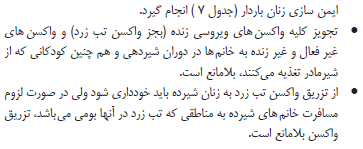 ایمن سازی زنان باردار (جدول ۷ ) انجام گیرد.
• تجویز کلیه واکسن های ویروسی زنده (بجز واکسن تب زرد) و واکسن های
غیر فعال و غیر زنده به خانم‌ها در دوران شیردهی و هم چنین کودکانی که از
شیرمادر تغذیه می‌کنند، بلامانع است.
• از تزریق واکسن تب زرد به زنان شیرده باید خودداری شود ولی در صورت لزوم
مسافرت خانم‌های شیرده به مناطقی که تب زرد در آنها بومی می‌باشد، تزریق
واکسن بلامانع است.